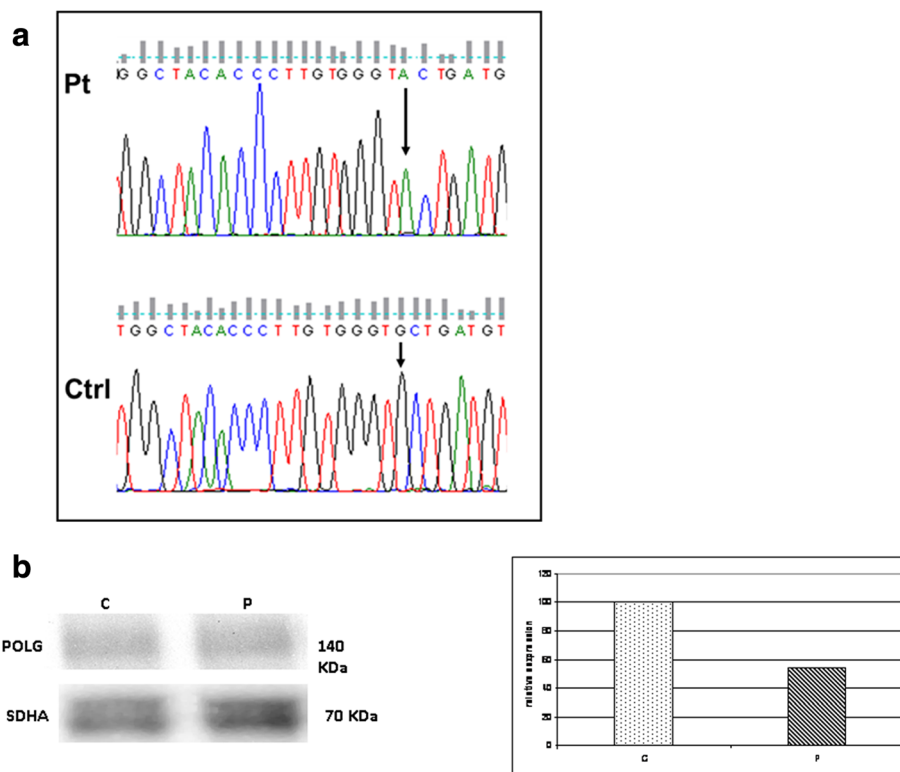 a
Pt
GGCTACACCCTTGTGGGTACTGATG
Ctrl
TGGCTACACCCTTGTGGGTGCTGATGT
b
C P
POLG 140 KDa
SDHA 70 KDa
relative expression
120
100
80
60
40
20
0
C P